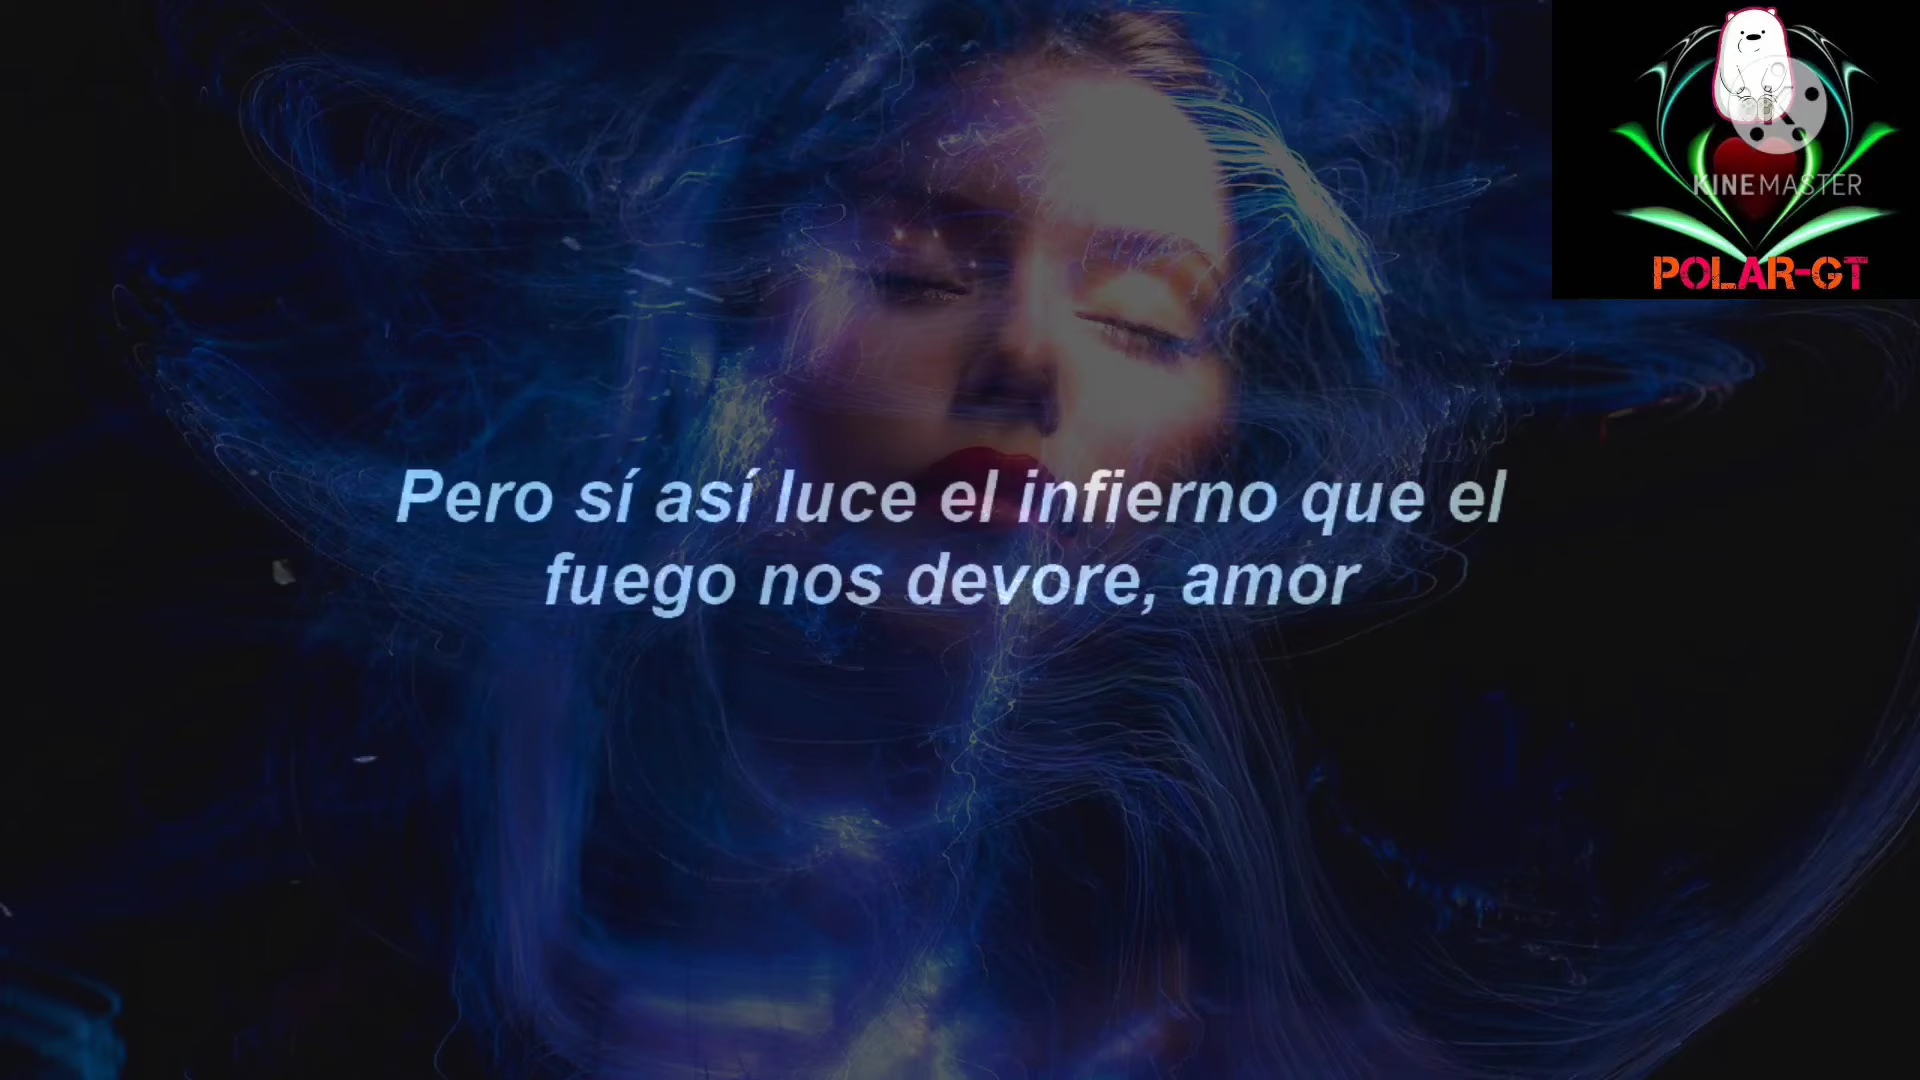 KINEMASTER
POLAR-GT
Pero sí así luce el infierno que el
fuego nos devore, amor